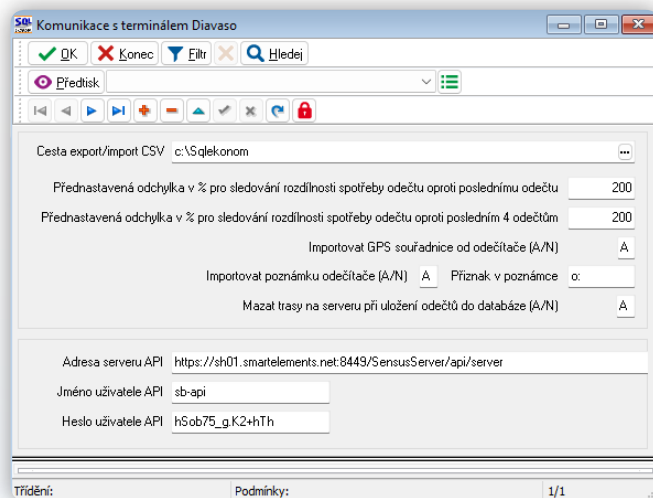 SQL Komunikace s terminálem Diavaso
OK Konec Filtr Hledej
Předtisk
Cesta export/import CSV c:\Sqlekonom ...
Přednastavená odchylka v % pro sledování rozdílnosti spotřeby odečtu oproti poslednímu odečtu 200
Přednastavená odchylka v % pro sledování rozdílnosti spotřeby odečtu oproti posledním 4 odečtům 200
Importovat GPS souřadnice od odečítače (A/N) A
Importovat poznámku odečítače (A/N) A Příznak v poznámce o:
Mazat trasy na serveru při uložení odečtů do databáze (A/N) A
Adresa serveru API https://sh01.smartelements.net:8449/SensusServer/api/server
Jméno uživatele API sb-api
Heslo uživatele API hSob75_g.K2+hTh
Třídění: Podmínky: 1/1